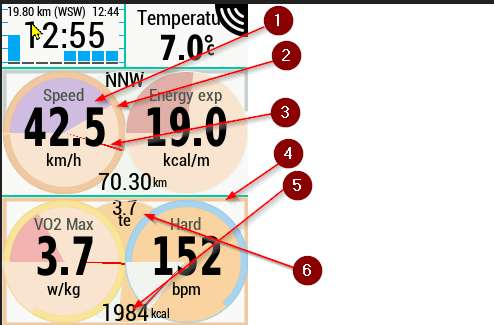 19.80 km (WSW) 12:44
12:55
Temperatu
7.0°
NNW
Speed
42.5
km/h
Energy exp
19.0
kcal/m
70.30km
3.7
te
VO2 Max
3.7
w/kg
Hard
152
bpm
1984kcal
1
2
3
4
5
6